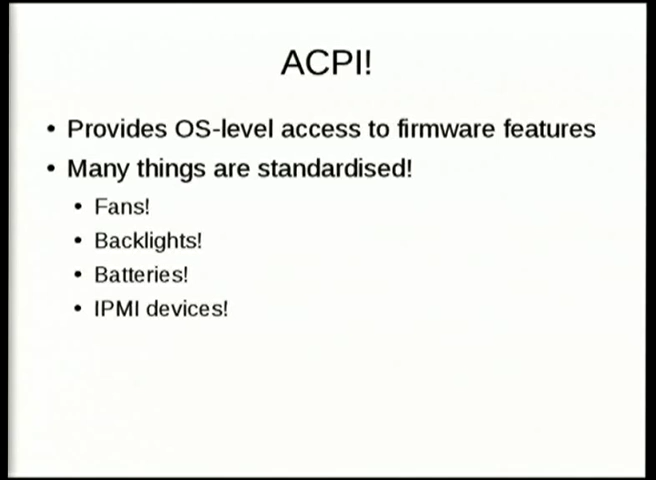 ACPI!
• Provides OS-level access to firmware features
• Many things are standardised!
• Fans!
• Backlights!
• Batteries!
• IPMI devices!